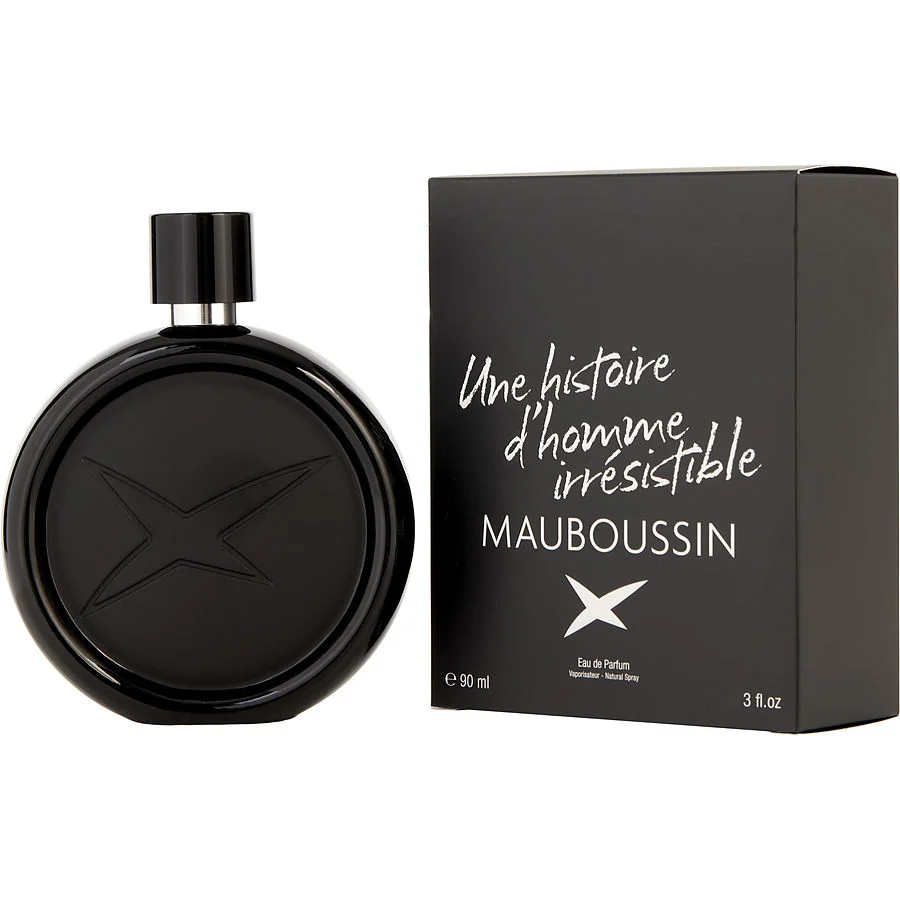 Une histoire
d'homme
irrésistible
MAUBOUSSIN
Eau de Parfum
Vaporisateur - Natural Spray
℮ 90 ml
3 fl.oz